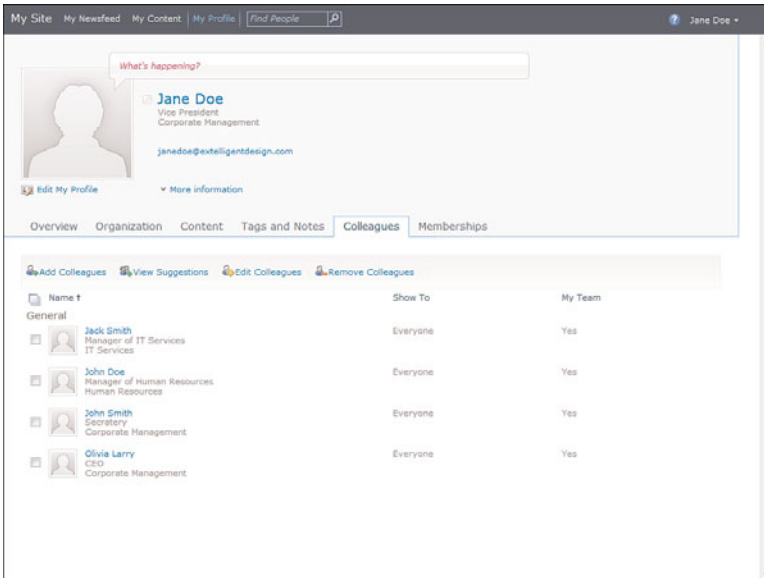 My Site My Newsfeed My Content | My Profile | Find People
? Jane Doe
What's happening?
Jane Doe
Vice President
Corporate Management
janedoe@extelligentdesign.com
Edit My Profile
More information
Overview Organization Content Tags and Notes Colleagues Memberships
Add Colleagues View Suggestions Edit Colleagues Remove Colleagues
Name ↑ Show To My Team
General
Jack Smith Everyone Yes
Manager of IT Services
IT Services
John Doe Everyone Yes
Manager of Human Resources
Human Resources
John Smith Everyone Yes
Secretery
Corporate Management
Olivia Larry Everyone Yes
CEO
Corporate Management